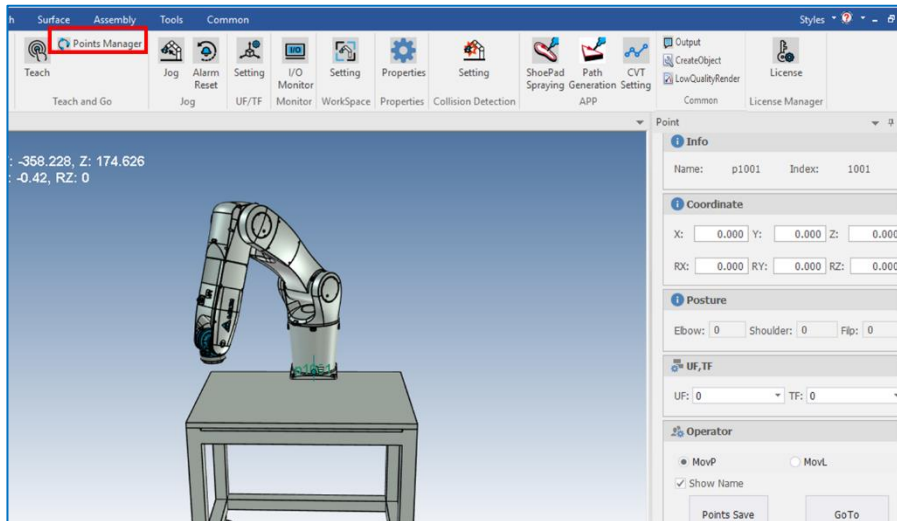 h Surface Assembly Tools Common Styles
Points Manager
Teach
Teach and Go
Jog Alarm Reset
Jog
Setting
UF/TF
I/O
I/O Monitor
Monitor
Setting
WorkSpace
Properties
Properties
Setting
Collision Detection
ShoePad Spraying Path Generation CVT Setting
APP
Output
CreateObject
LowQualityRender
Common
License
License Manager
Point
: -358.228, Z: 174.626
: -0.42, RZ: 0
Info
Name: p1001 Index: 1001
Coordinate
X: 0.000 Y: 0.000 Z: 0.000
RX: 0.000 RY: 0.000 RZ: 0.000
Posture
Elbow: 0 Shoulder: 0 Flip: 0
UF,TF
UF: 0 TF: 0
Operator
MovP MovL
Show Name
Points Save GoTo